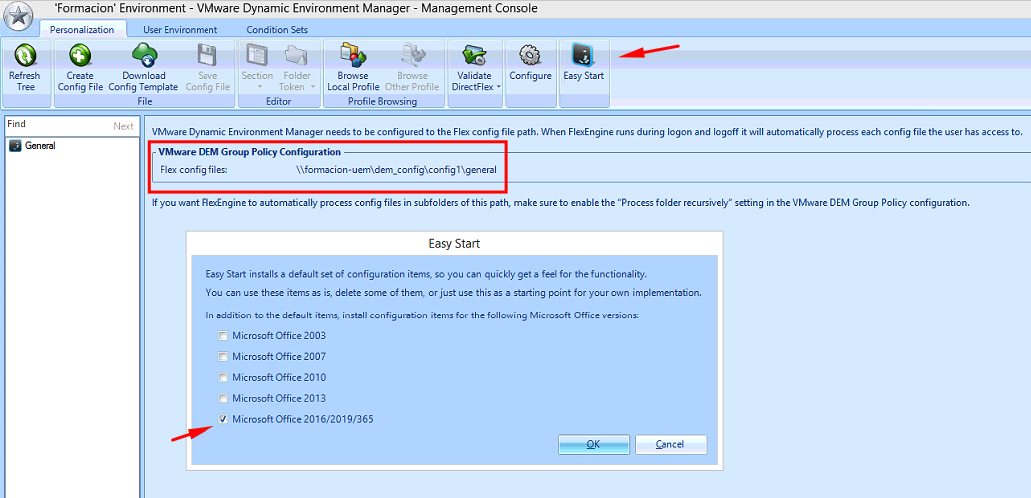 'Formacion' Environment - VMware Dynamic Environment Manager - Management Console
Personalization User Environment Condition Sets
Refresh Tree
Create Config File
Download Config Template
Save Config File
File
Section
Folder Token
Editor
Browse Local Profile
Browse Other Profile
Profile Browsing
Validate DirectFlex
Configure
Easy Start
Find Next
General
VMware Dynamic Environment Manager needs to be configured to the Flex config file path. When FlexEngine runs during logon and logoff it will automatically process each config file the user has access to.
VMware DEM Group Policy Configuration
Flex config files: \\formacion-uem\dem_config\config1\general
If you want FlexEngine to automatically process config files in subfolders of this path, make sure to enable the "Process folder recursively" setting in the VMware DEM Group Policy configuration.
Easy Start
Easy Start installs a default set of configuration items, so you can quickly get a feel for the functionality.
You can use these items as is, delete some of them, or just use this as a starting point for your own implementation.
In addition to the default items, install configuration items for the following Microsoft Office versions:
Microsoft Office 2003
Microsoft Office 2007
Microsoft Office 2010
Microsoft Office 2013
Microsoft Office 2016/2019/365
OK Cancel